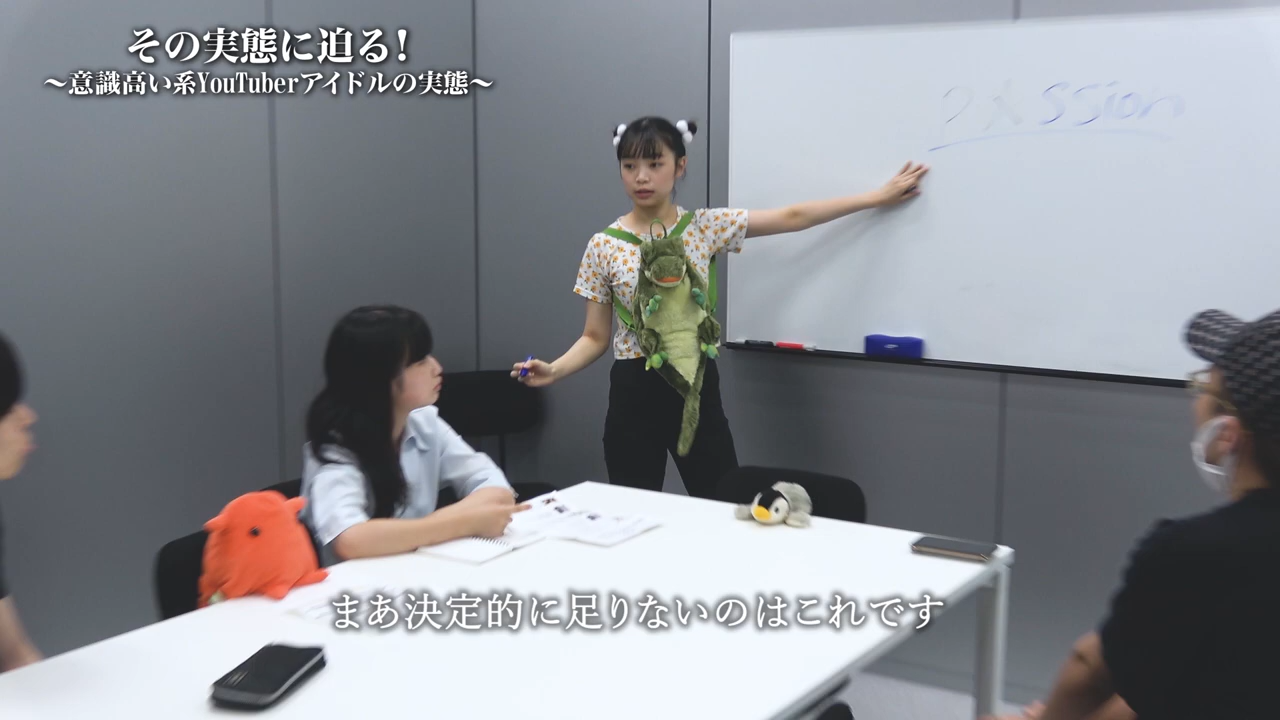 その実態に迫る!
～意識高い系YouTuberアイドルの実態～
passion
まあ決定的に足りないのはこれです